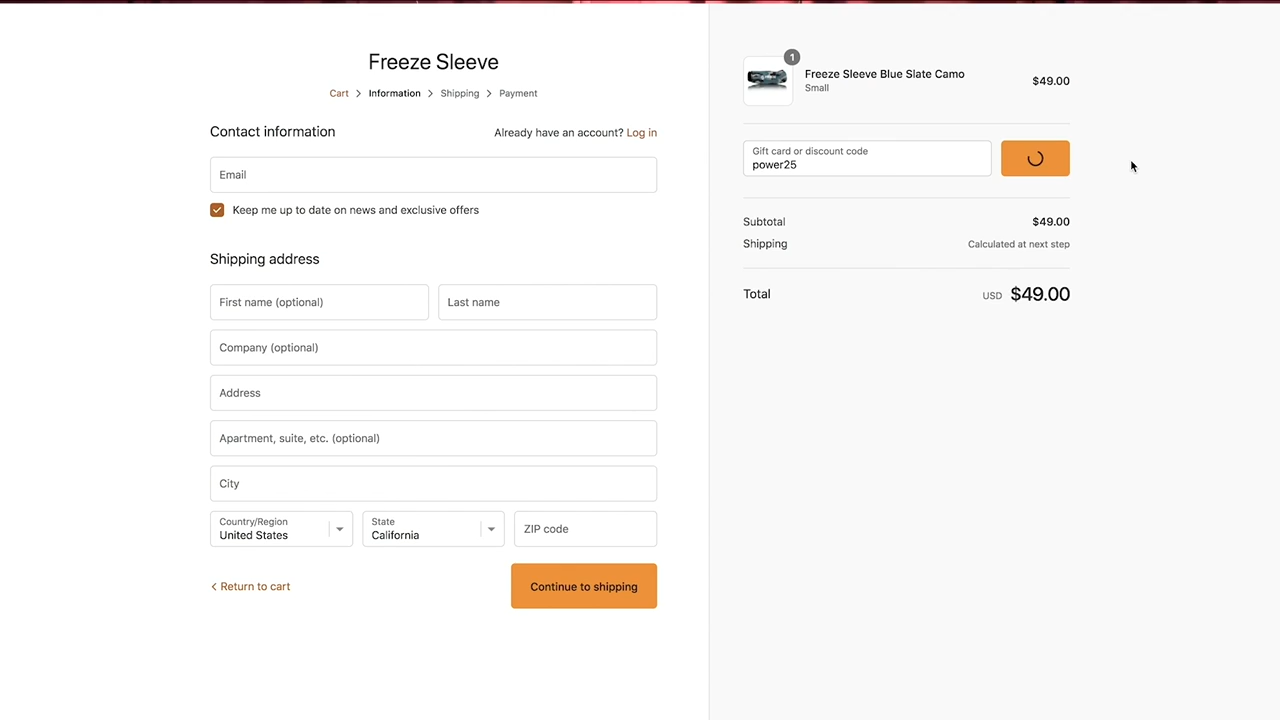 Freeze Sleeve
Cart > Information > Shipping > Payment
Contact information
Already have an account? Log in
Email
Keep me up to date on news and exclusive offers
Shipping address
First name (optional)
Last name
Company (optional)
Address
Apartment, suite, etc. (optional)
City
Country/Region
United States
State
California
ZIP code
< Return to cart
Continue to shipping
1
Freeze Sleeve Blue Slate Camo
Small
$49.00
Gift card or discount code
power25
Subtotal
$49.00
Shipping
Calculated at next step
Total
USD $49.00